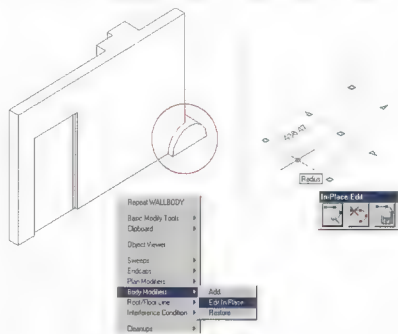 Radius
In-Place Edit
Repeat WALLBODY
Basic Modify Tools
Clipboard
Object Viewer
Sweeps
Endcaps
Plan Modifiers
Body Modifiers
Roof/Floor Line
Interference Condition
Cleanups
Add
Edit In Place
Restore